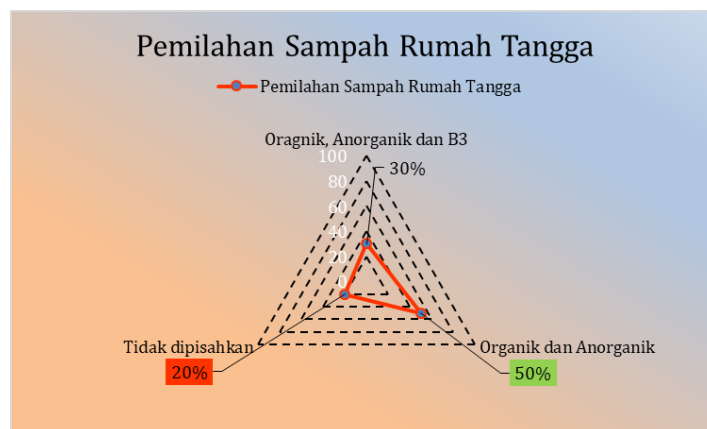 Pemilahan Sampah Rumah Tangga
Pemilahan Sampah Rumah Tangga
Oragnik, Anorganik dan B3
100
30%
80
60
40
20
0
Tidak dipisahkan
Organik dan Anorganik
20%
50%